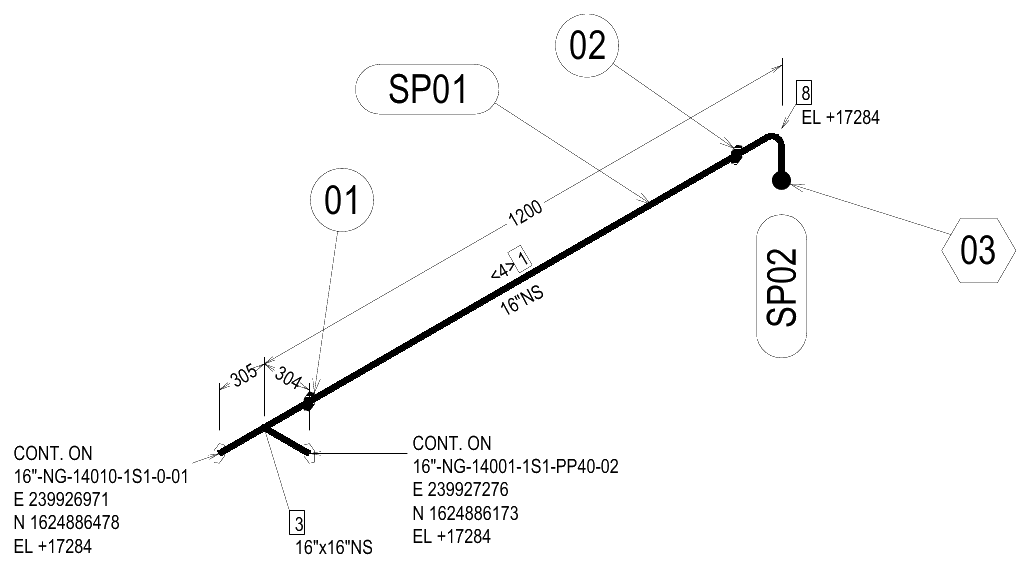 02
SP01
8
EL +17284
01
1200
<4> 1
16"NS
03
SP02
305
304
CONT. ON
16"-NG-14010-1S1-0-01
E 239926971
N 1624886478
EL +17284
CONT. ON
16"-NG-14001-1S1-PP40-02
E 239927276
N 1624886173
EL +17284
3
16"x16"NS